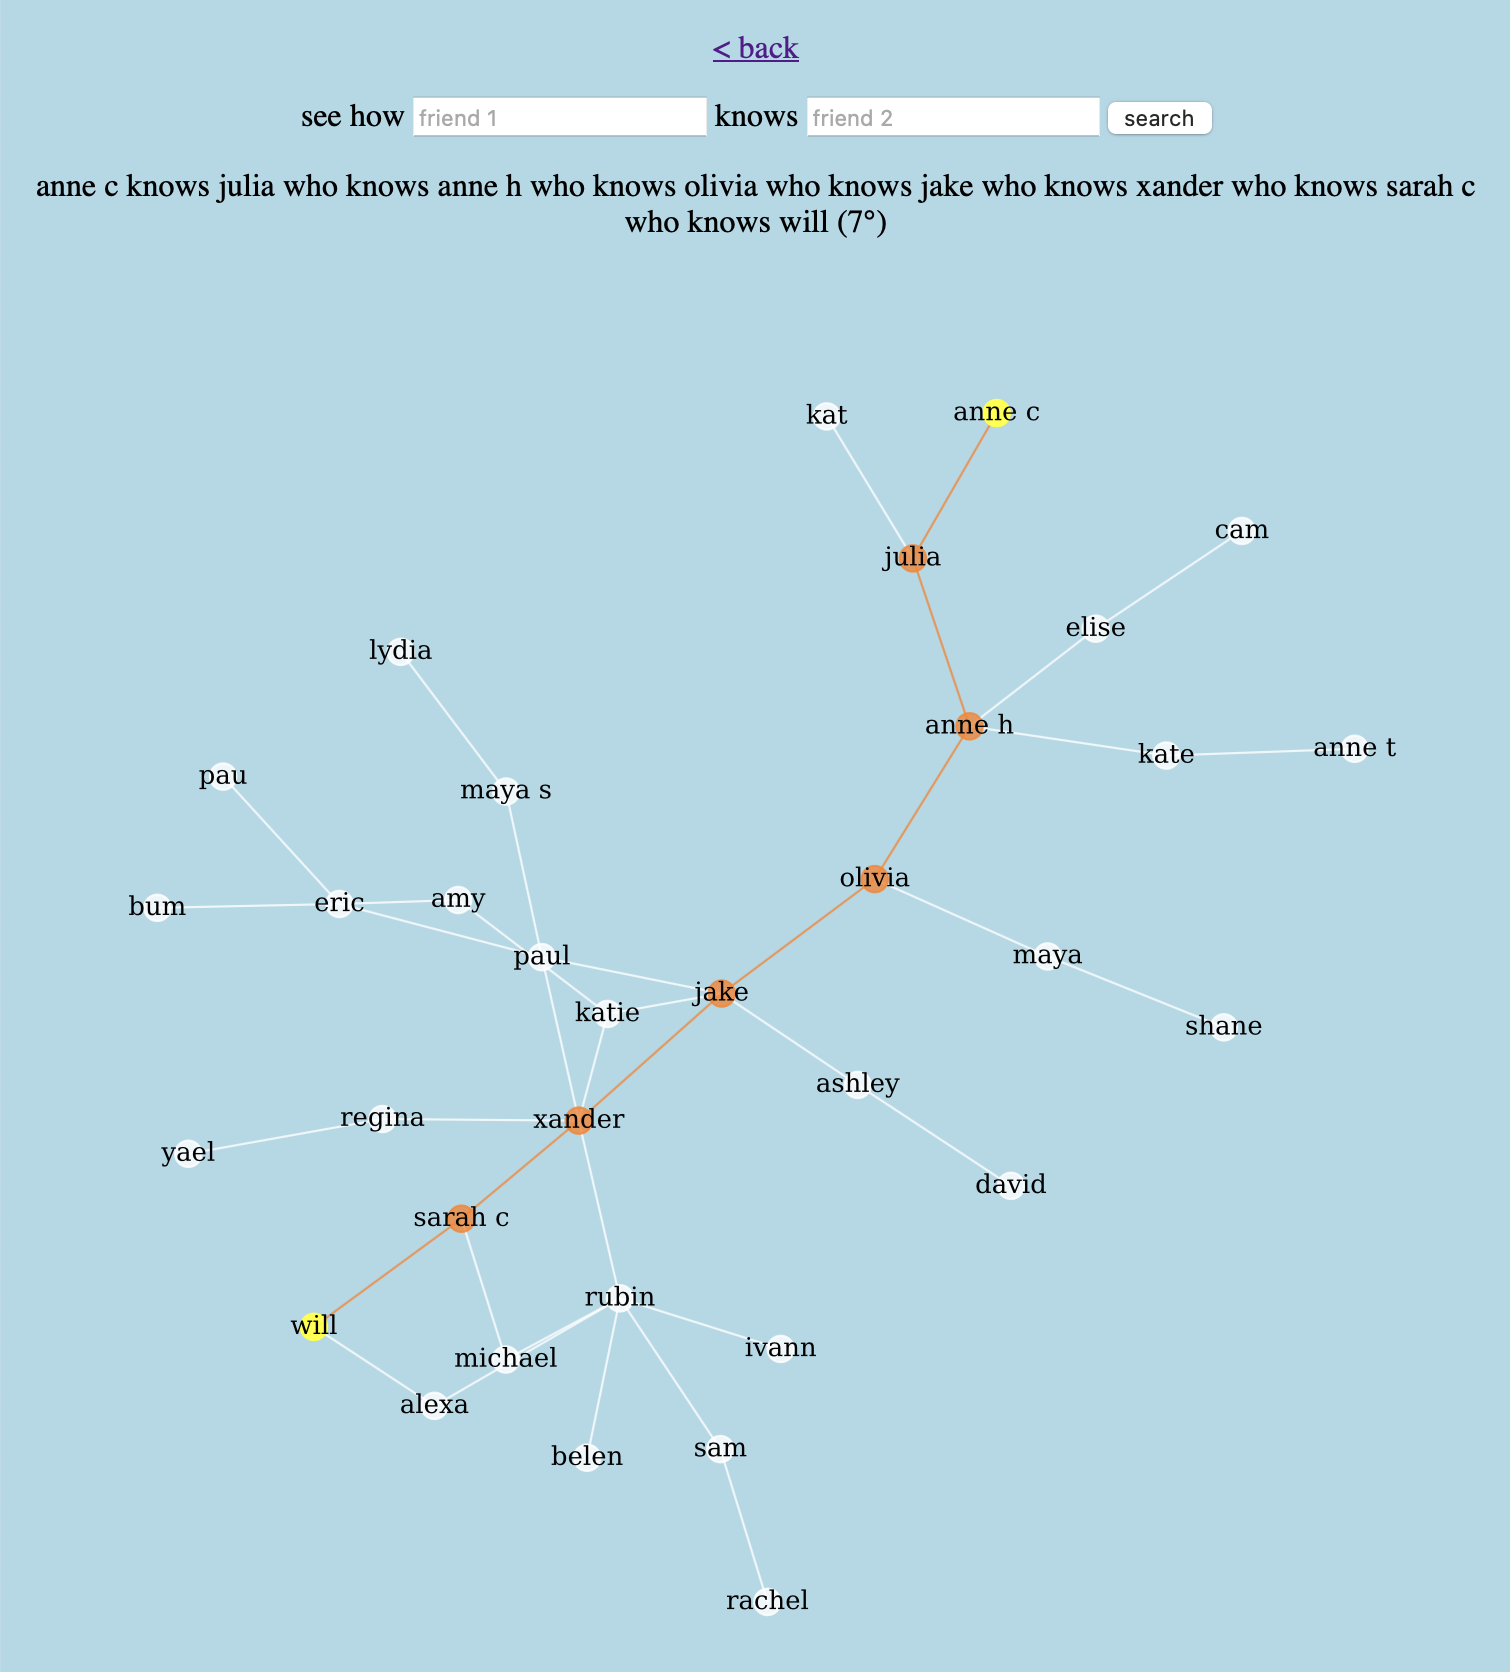 < back
see how friend 1 knows friend 2 search
anne c knows julia who knows anne h who knows olivia who knows jake who knows xander who knows sarah c
who knows will (7°)
kat
anne c
cam
julia
elise
lydia
anne h
anne t
kate
pau
maya s
olivia
amy
eric
bum
maya
paul
jake
katie
shane
ashley
regina
xander
yael
david
sarah c
rubin
will
ivann
michael
alexa
sam
belen
rachel